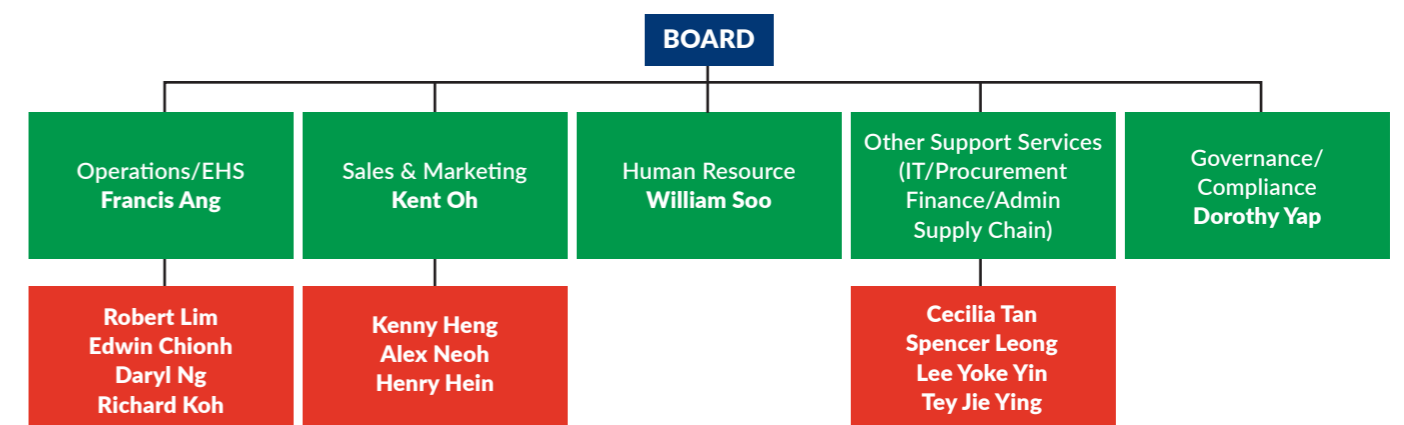 BOARD
Operations/EHS
Francis Ang
Sales & Marketing
Kent Oh
Human Resource
William Soo
Other Support Services
(IT/Procurement
Finance/Admin
Supply Chain)
Governance/
Compliance
Dorothy Yap
Robert Lim
Edwin Chionh
Daryl Ng
Richard Koh
Kenny Heng
Alex Neoh
Henry Hein
Cecilia Tan
Spencer Leong
Lee Yoke Yin
Tey Jie Ying